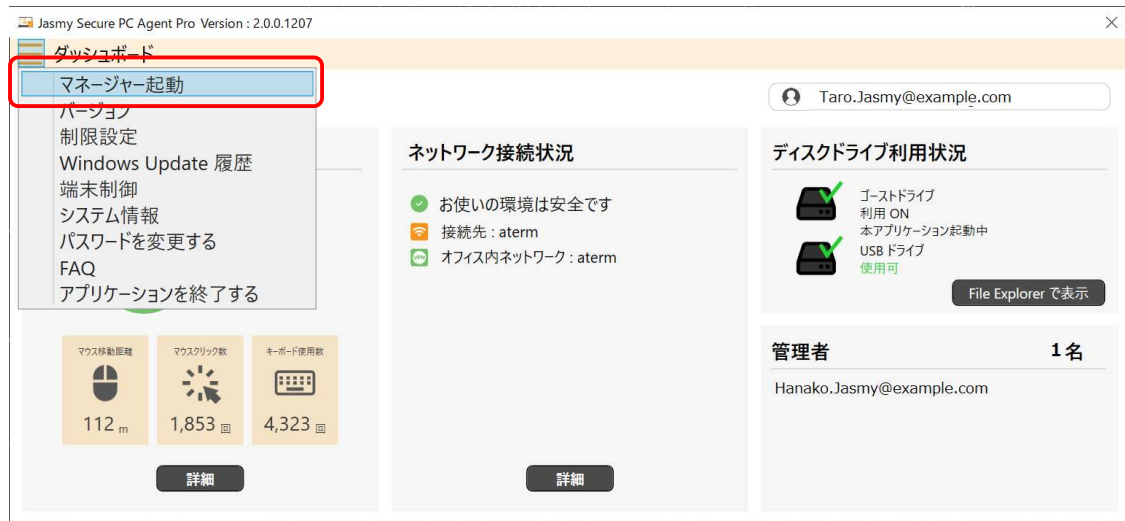 Jasmy Secure PC Agent Pro Version : 2.0.0.1207
ダッシュボード
マネージャー起動
バージョン
制限設定
Windows Update 履歴
端末制御
システム情報
パスワードを変更する
FAQ
アプリケーションを終了する
Taro.Jasmy@example.com
マウス移動距離
112 m
マウスクリック数
1,853 回
キーボード使用数
4,323 回
詳細
ネットワーク接続状況
お使いの環境は安全です
接続先 : aterm
VPN
オフィス内ネットワーク : aterm
詳細
ディスクドライブ利用状況
ゴーストドライブ
利用 ON
本アプリケーション起動中
USB ドライブ
使用可
File Explorer で表示
管理者 1名
Hanako.Jasmy@example.com